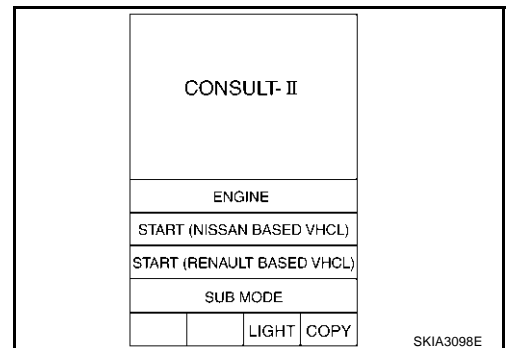 CONSULT-II
ENGINE
START (NISSAN BASED VHCL)
START (RENAULT BASED VHCL)
SUB MODE
LIGHT COPY
SKIA3098E